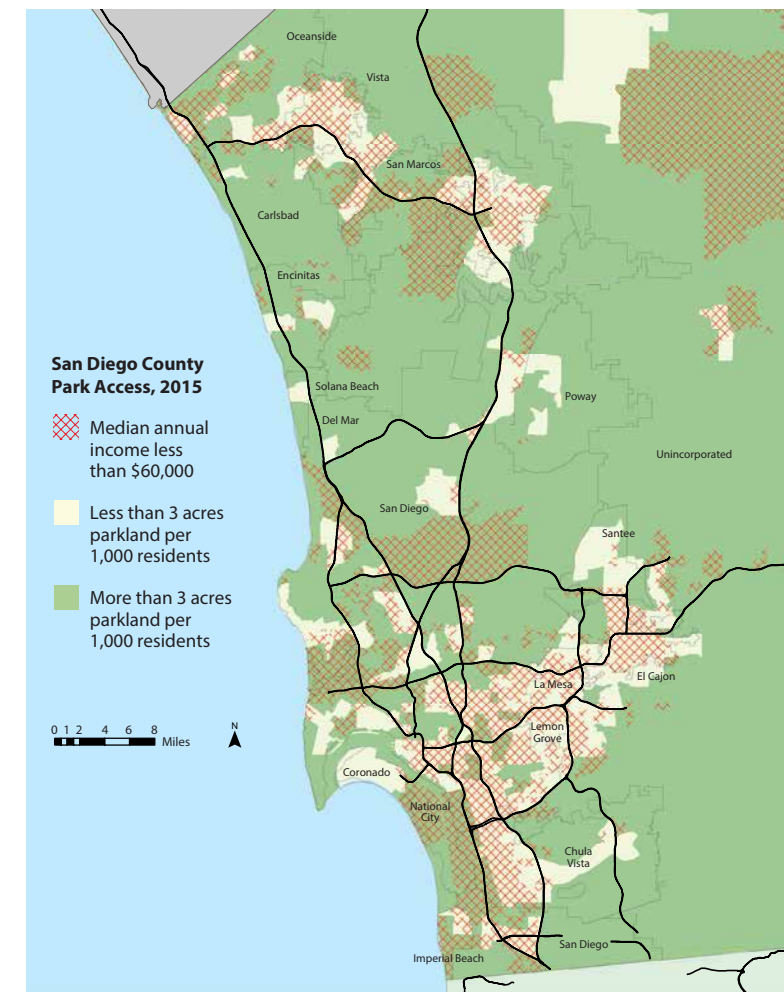 Oceanside
Vista
San Marcos
Carlsbad
Encinitas
San Diego County
Park Access, 2015
Median annual
income less
than $60,000
Less than 3 acres
parkland per
1,000 residents
More than 3 acres
parkland per
1,000 residents
0 1 2 4 6 8
Miles
N
Solana Beach
Del Mar
Poway
Unincorporated
San Diego
Santee
La Mesa
El Cajon
Lemon
Grove
Coronado
National
City
Chula
Vista
San Diego
Imperial Beach